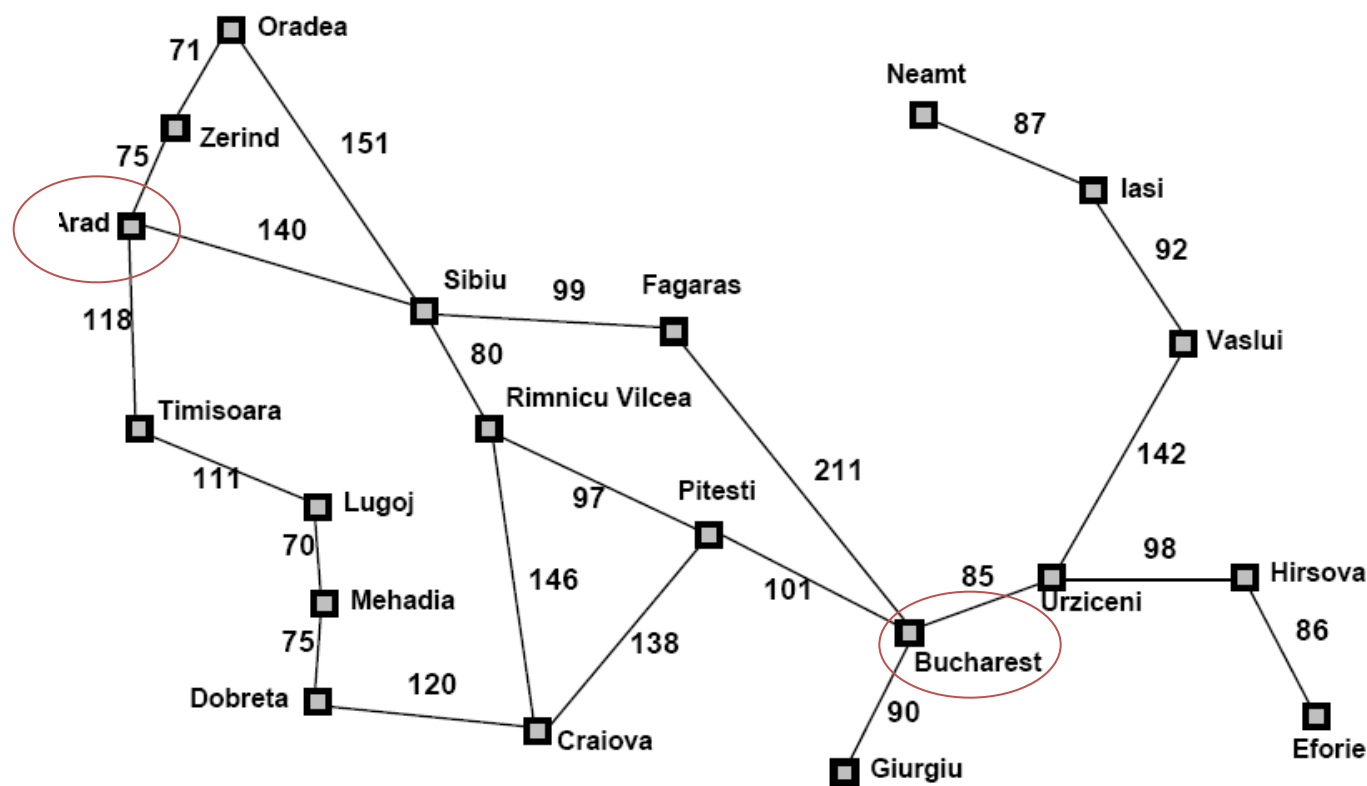 Oradea
71
Neamt
87
Zerind
151
75
Iasi
Arad
140
92
Sibiu
99
Fagaras
118
80
Vaslui
Rimnicu Vilcea
Timisoara
142
111
211
97
Pitesti
Lugoj
70
98
146
Hirsova
101
85
Urziceni
Mehadia
86
75
138
Bucharest
Dobreta
120
90
Craiova
Eforie
Giurgiu